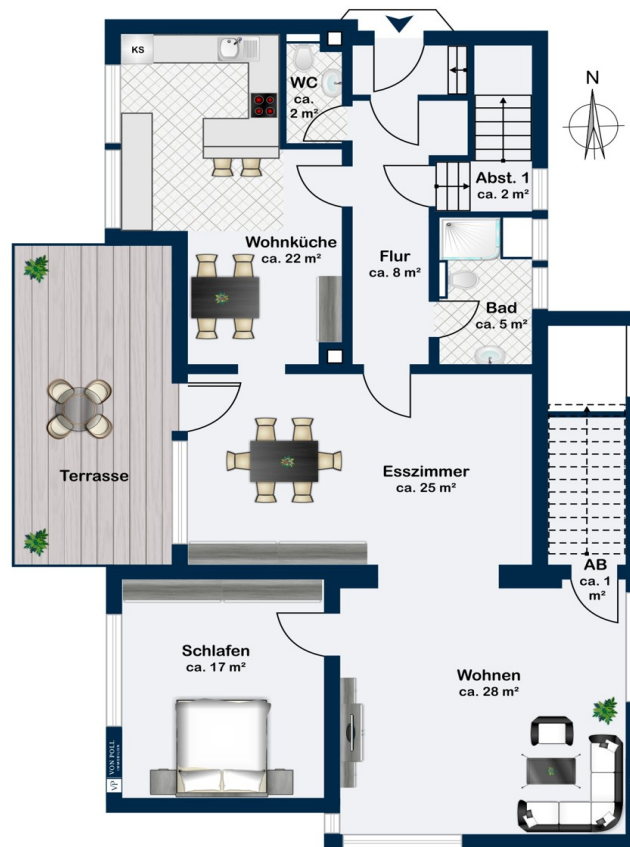 KS
WC
ca.
2 m²
N
Abst. 1
ca. 2 m²
Wohnküche
ca. 22 m²
Flur
ca. 8 m²
Bad
ca. 5 m²
Terrasse
Esszimmer
ca. 25 m²
AB
ca. 1
m²
Schlafen
ca. 17 m²
Wohnen
ca. 28 m²
VON POLL
IMMOBILIEN
VP